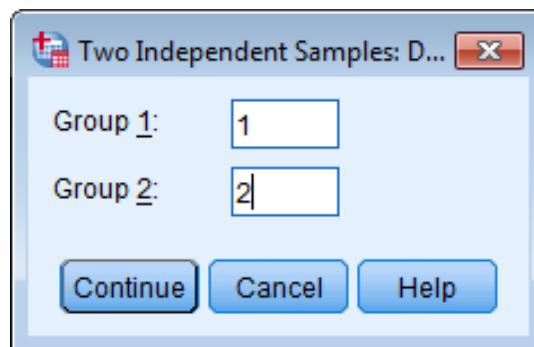 Two Independent Samples: D...
Group 1: 1
Group 2: 2
Continue Cancel Help